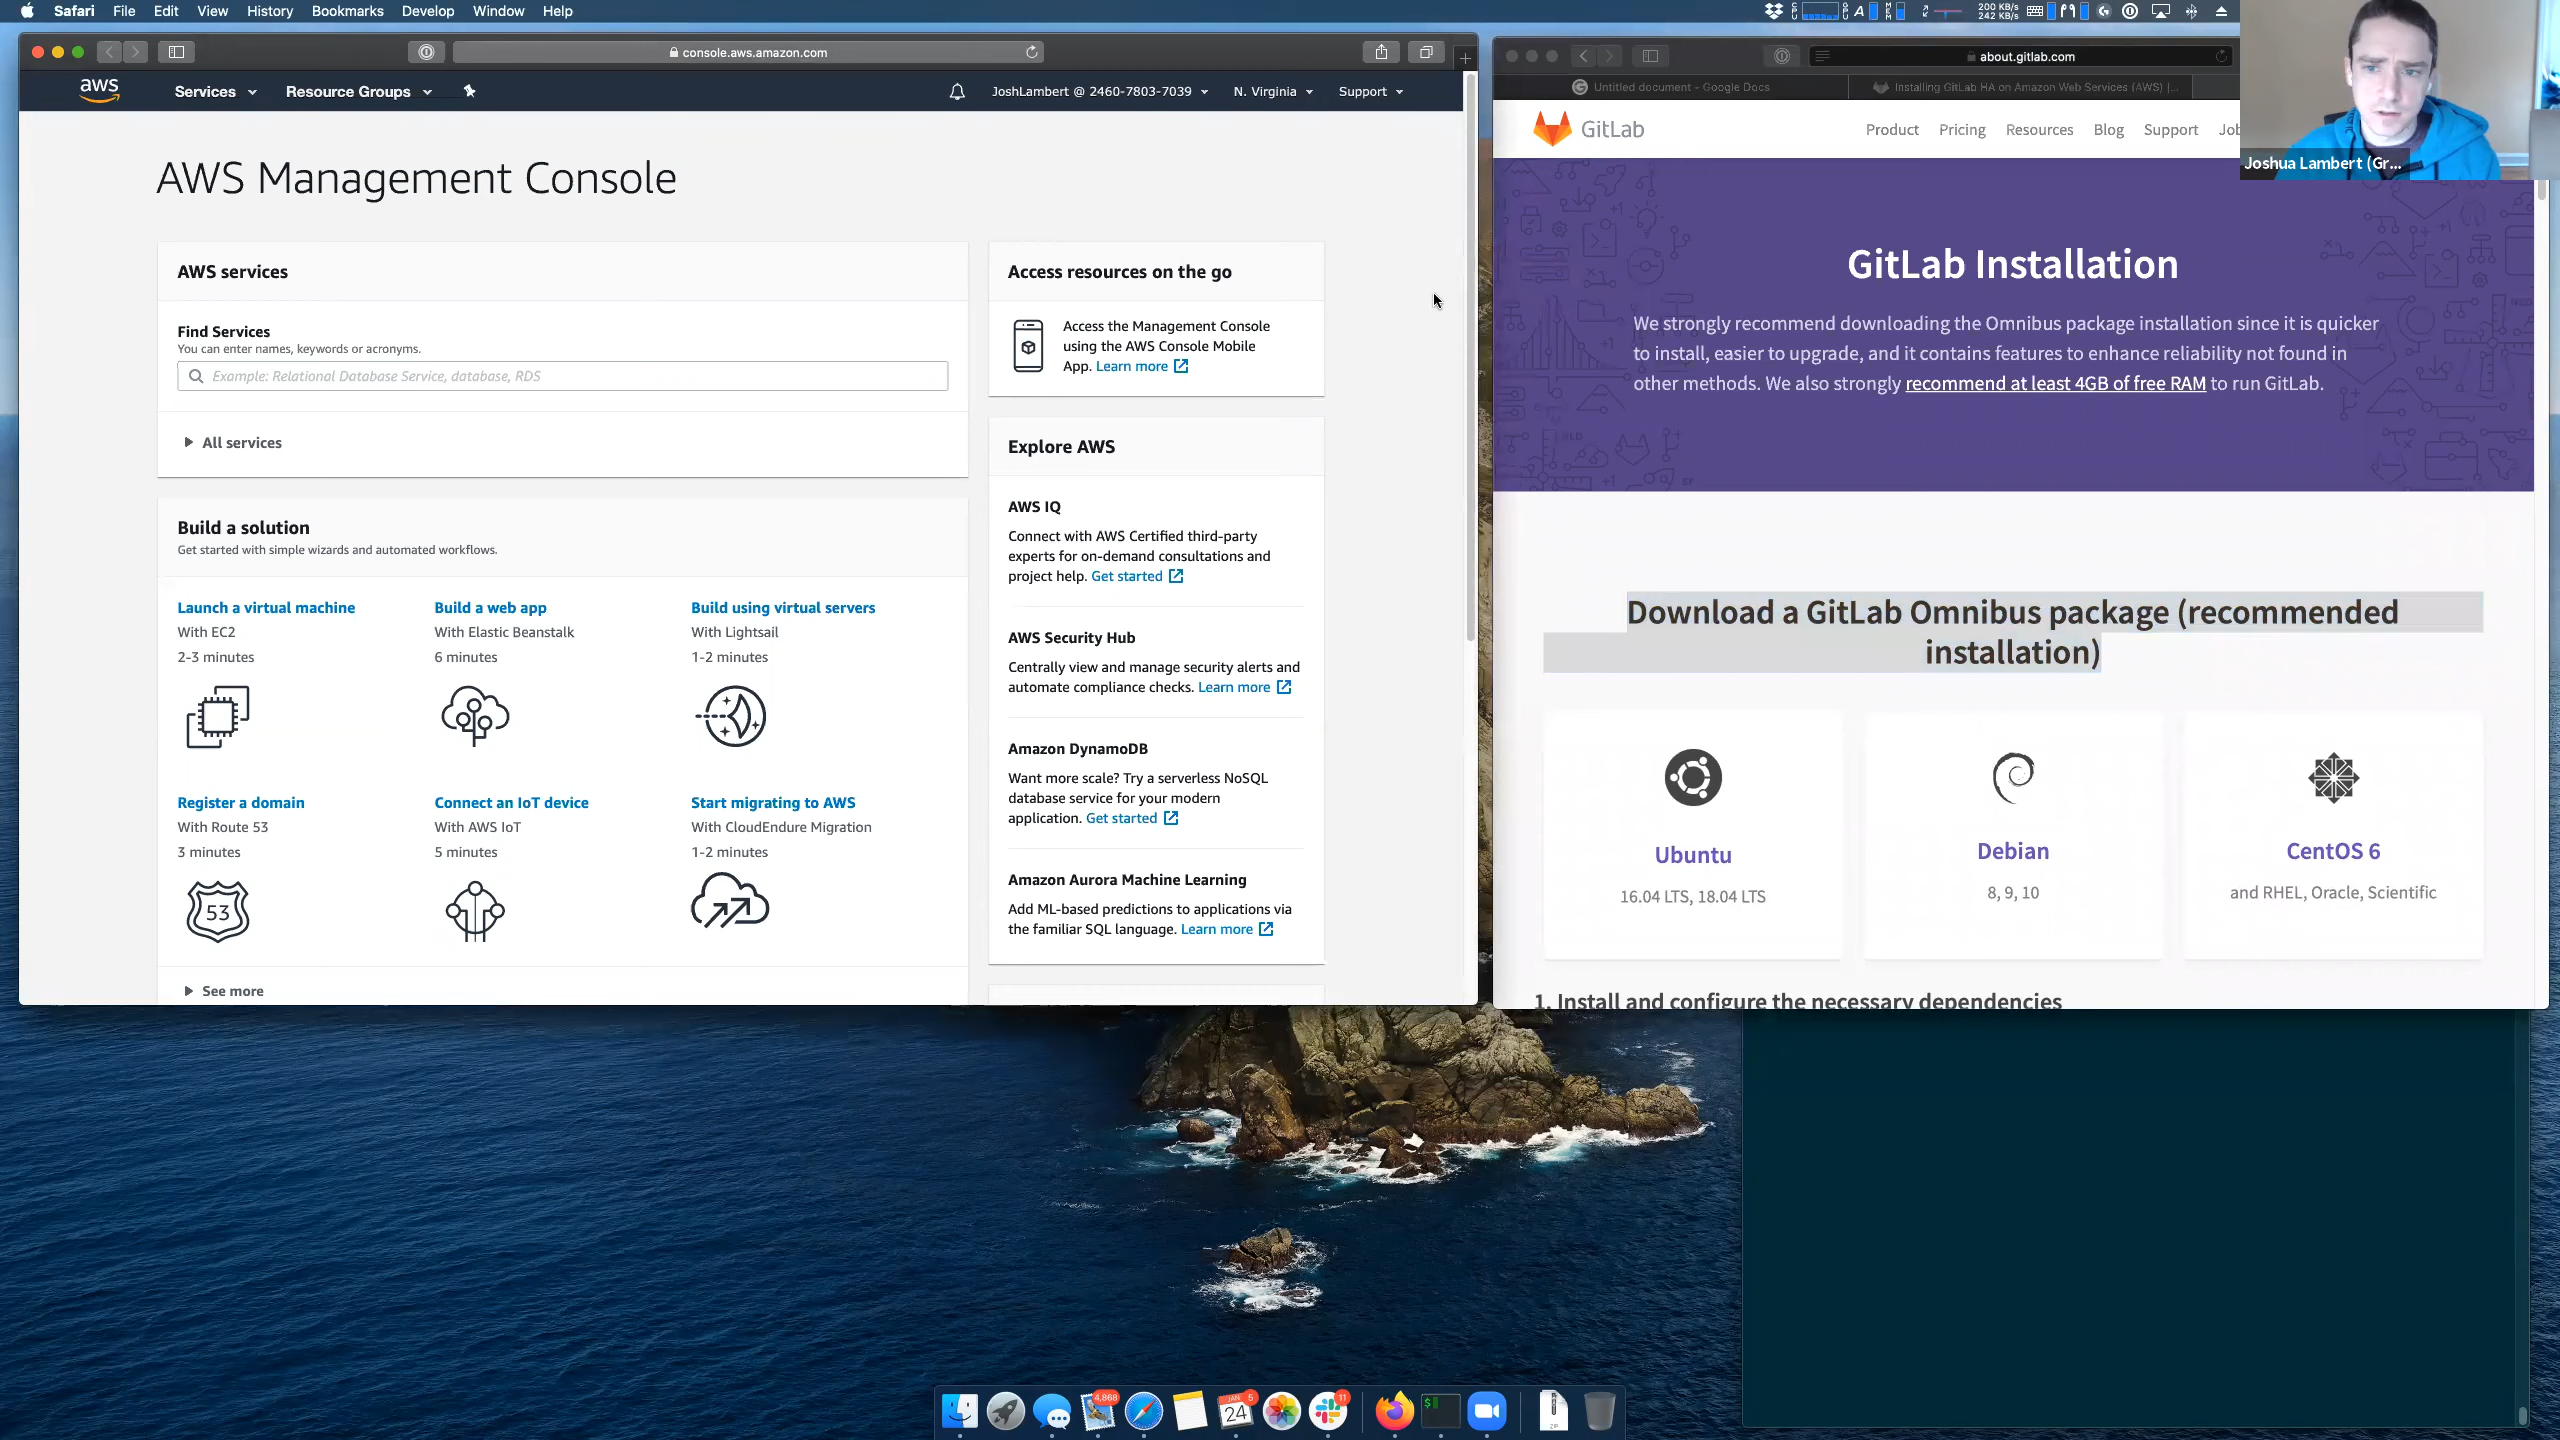 Safari File Edit View History Bookmarks Develop Window Help
200 KB/s
242 KB/s
console.aws.amazon.com
aws
Services
Resource Groups
JoshLambert @ 2460-7803-7039
N. Virginia
Support
AWS Management Console
AWS services
Find Services
You can enter names, keywords or acronyms.
Example: Relational Database Service, database, RDS
All services
Build a solution
Get started with simple wizards and automated workflows.
Launch a virtual machine
With EC2
2-3 minutes
Build a web app
With Elastic Beanstalk
6 minutes
Build using virtual servers
With Lightsail
1-2 minutes
Register a domain
With Route 53
3 minutes
53
Connect an IoT device
With AWS IoT
5 minutes
Start migrating to AWS
With CloudEndure Migration
1-2 minutes
See more
Access resources on the go
Access the Management Console
using the AWS Console Mobile
App. Learn more
Explore AWS
AWS IQ
Connect with AWS Certified third-party
experts for on-demand consultations and
project help. Get started
AWS Security Hub
Centrally view and manage security alerts and
automate compliance checks. Learn more
Amazon DynamoDB
Want more scale? Try a serverless NoSQL
database service for your modern
application. Get started
Amazon Aurora Machine Learning
Add ML-based predictions to applications via
the familiar SQL language. Learn more
about.gitlab.com
Untitled document - Google Docs
Installing GitLab HA on Amazon Web Services (AWS) |...
GitLab
Product Pricing Resources Blog Support
Joshua Lambert (Gr...
GitLab Installation
We strongly recommend downloading the Omnibus package installation since it is quicker
to install, easier to upgrade, and it contains features to enhance reliability not found in
other methods. We also strongly recommend at least 4GB of free RAM to run GitLab.
Download a GitLab Omnibus package (recommended
installation)
Ubuntu
16.04 LTS, 18.04 LTS
Debian
8, 9, 10
CentOS 6
and RHEL, Oracle, Scientific
1. Install and configure the necessary dependencies
4,868
JAN
24
5
11
ZIP